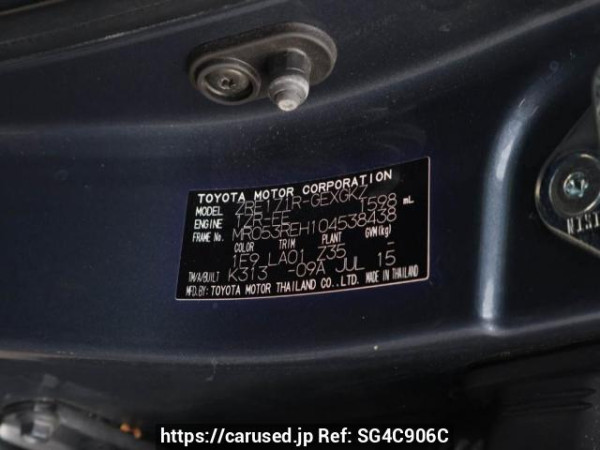 TOYOTA MOTOR CORPORATION
MODEL ZRE171R-GEXGKZ
ENGINE 1ZR-FE 1598 mL
FRAME No. MR053REH104538438
COLOR TRIM PLANT GVM(kg)
1E9 LA01 Z35 -
TM/A/BUILT K313 -09A JUL 15
MFD.BY: TOYOTA MOTOR THAILAND CO.,LTD. MADE IN THAILAND
https://carused.jp Ref: SG4C906C